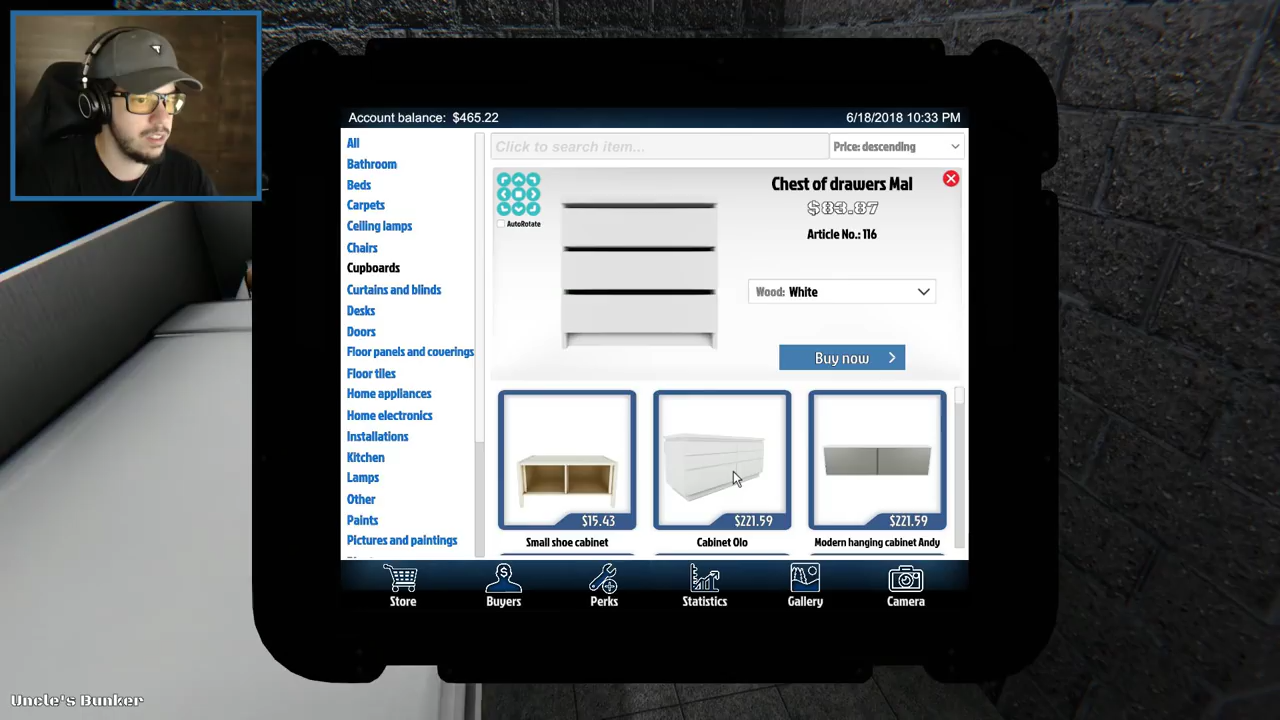 Account balance: $465.22
6/18/2018 10:33 PM
All
Bathroom
Beds
Carpets
Ceiling lamps
Chairs
Cupboards
Curtains and blinds
Desks
Doors
Floor panels and coverings
Floor tiles
Home appliances
Home electronics
Installations
Kitchen
Lamps
Other
Paints
Pictures and paintings
Click to search item...
Price: descending
AutoRotate
Chest of drawers Mal
$83.87
Article No.: 116
Wood: White
Buy now
$15.43
Small shoe cabinet
$221.59
Cabinet Olo
$221.59
Modern hanging cabinet Andy
Store
Buyers
Perks
Statistics
Gallery
Camera
Uncle's Bunker